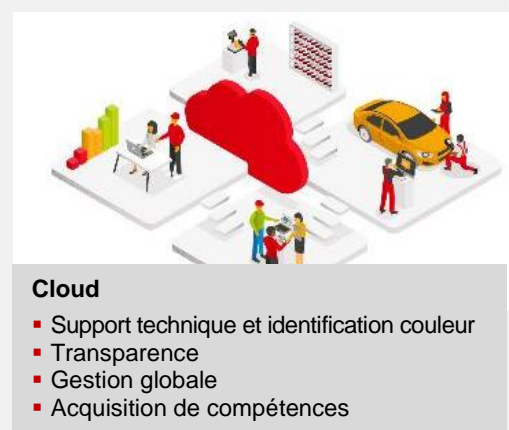 Cloud
▪ Support technique et identification couleur
▪ Transparence
▪ Gestion globale
▪ Acquisition de compétences